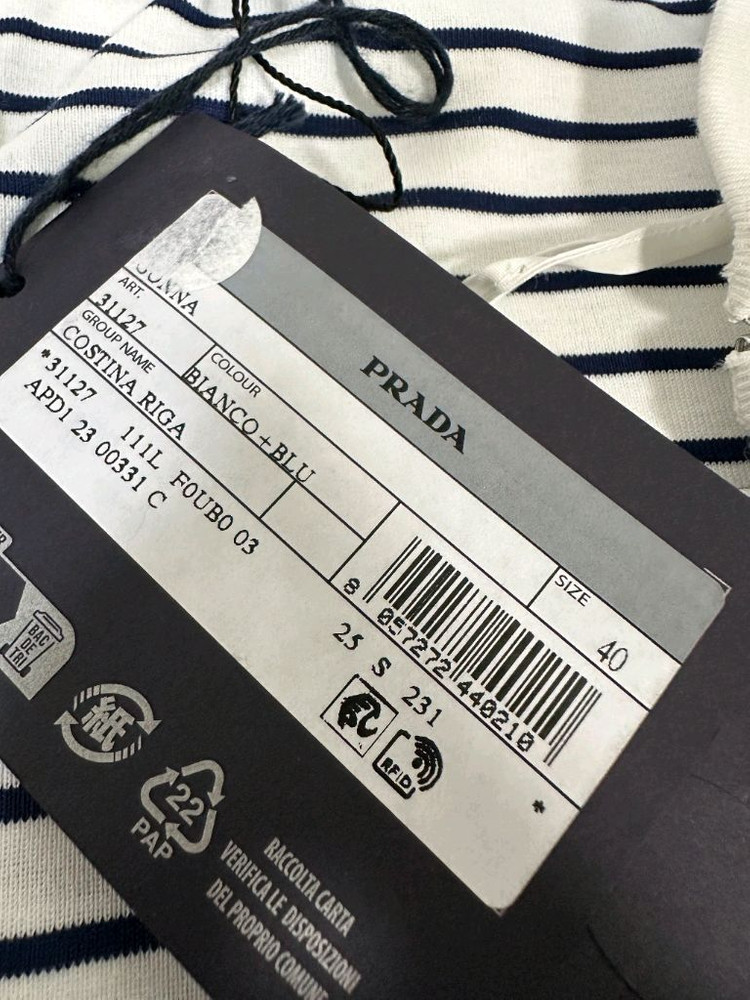 PRADA
GONNA
ART.
31127
COLOUR
BIANCO+BLU
SIZE
40
GROUP NAME
COSTINA RIGA
*31127 111L F0UB0 03
APD1 23 00331 C
8 057272 440210
25 S 231
RFID
*
BAC
DE
TRI
紙
22
PAP
RACCOLTA CARTA
VERIFICA LE DISPOSIZIONI
DEL PROPRIO COMUNE